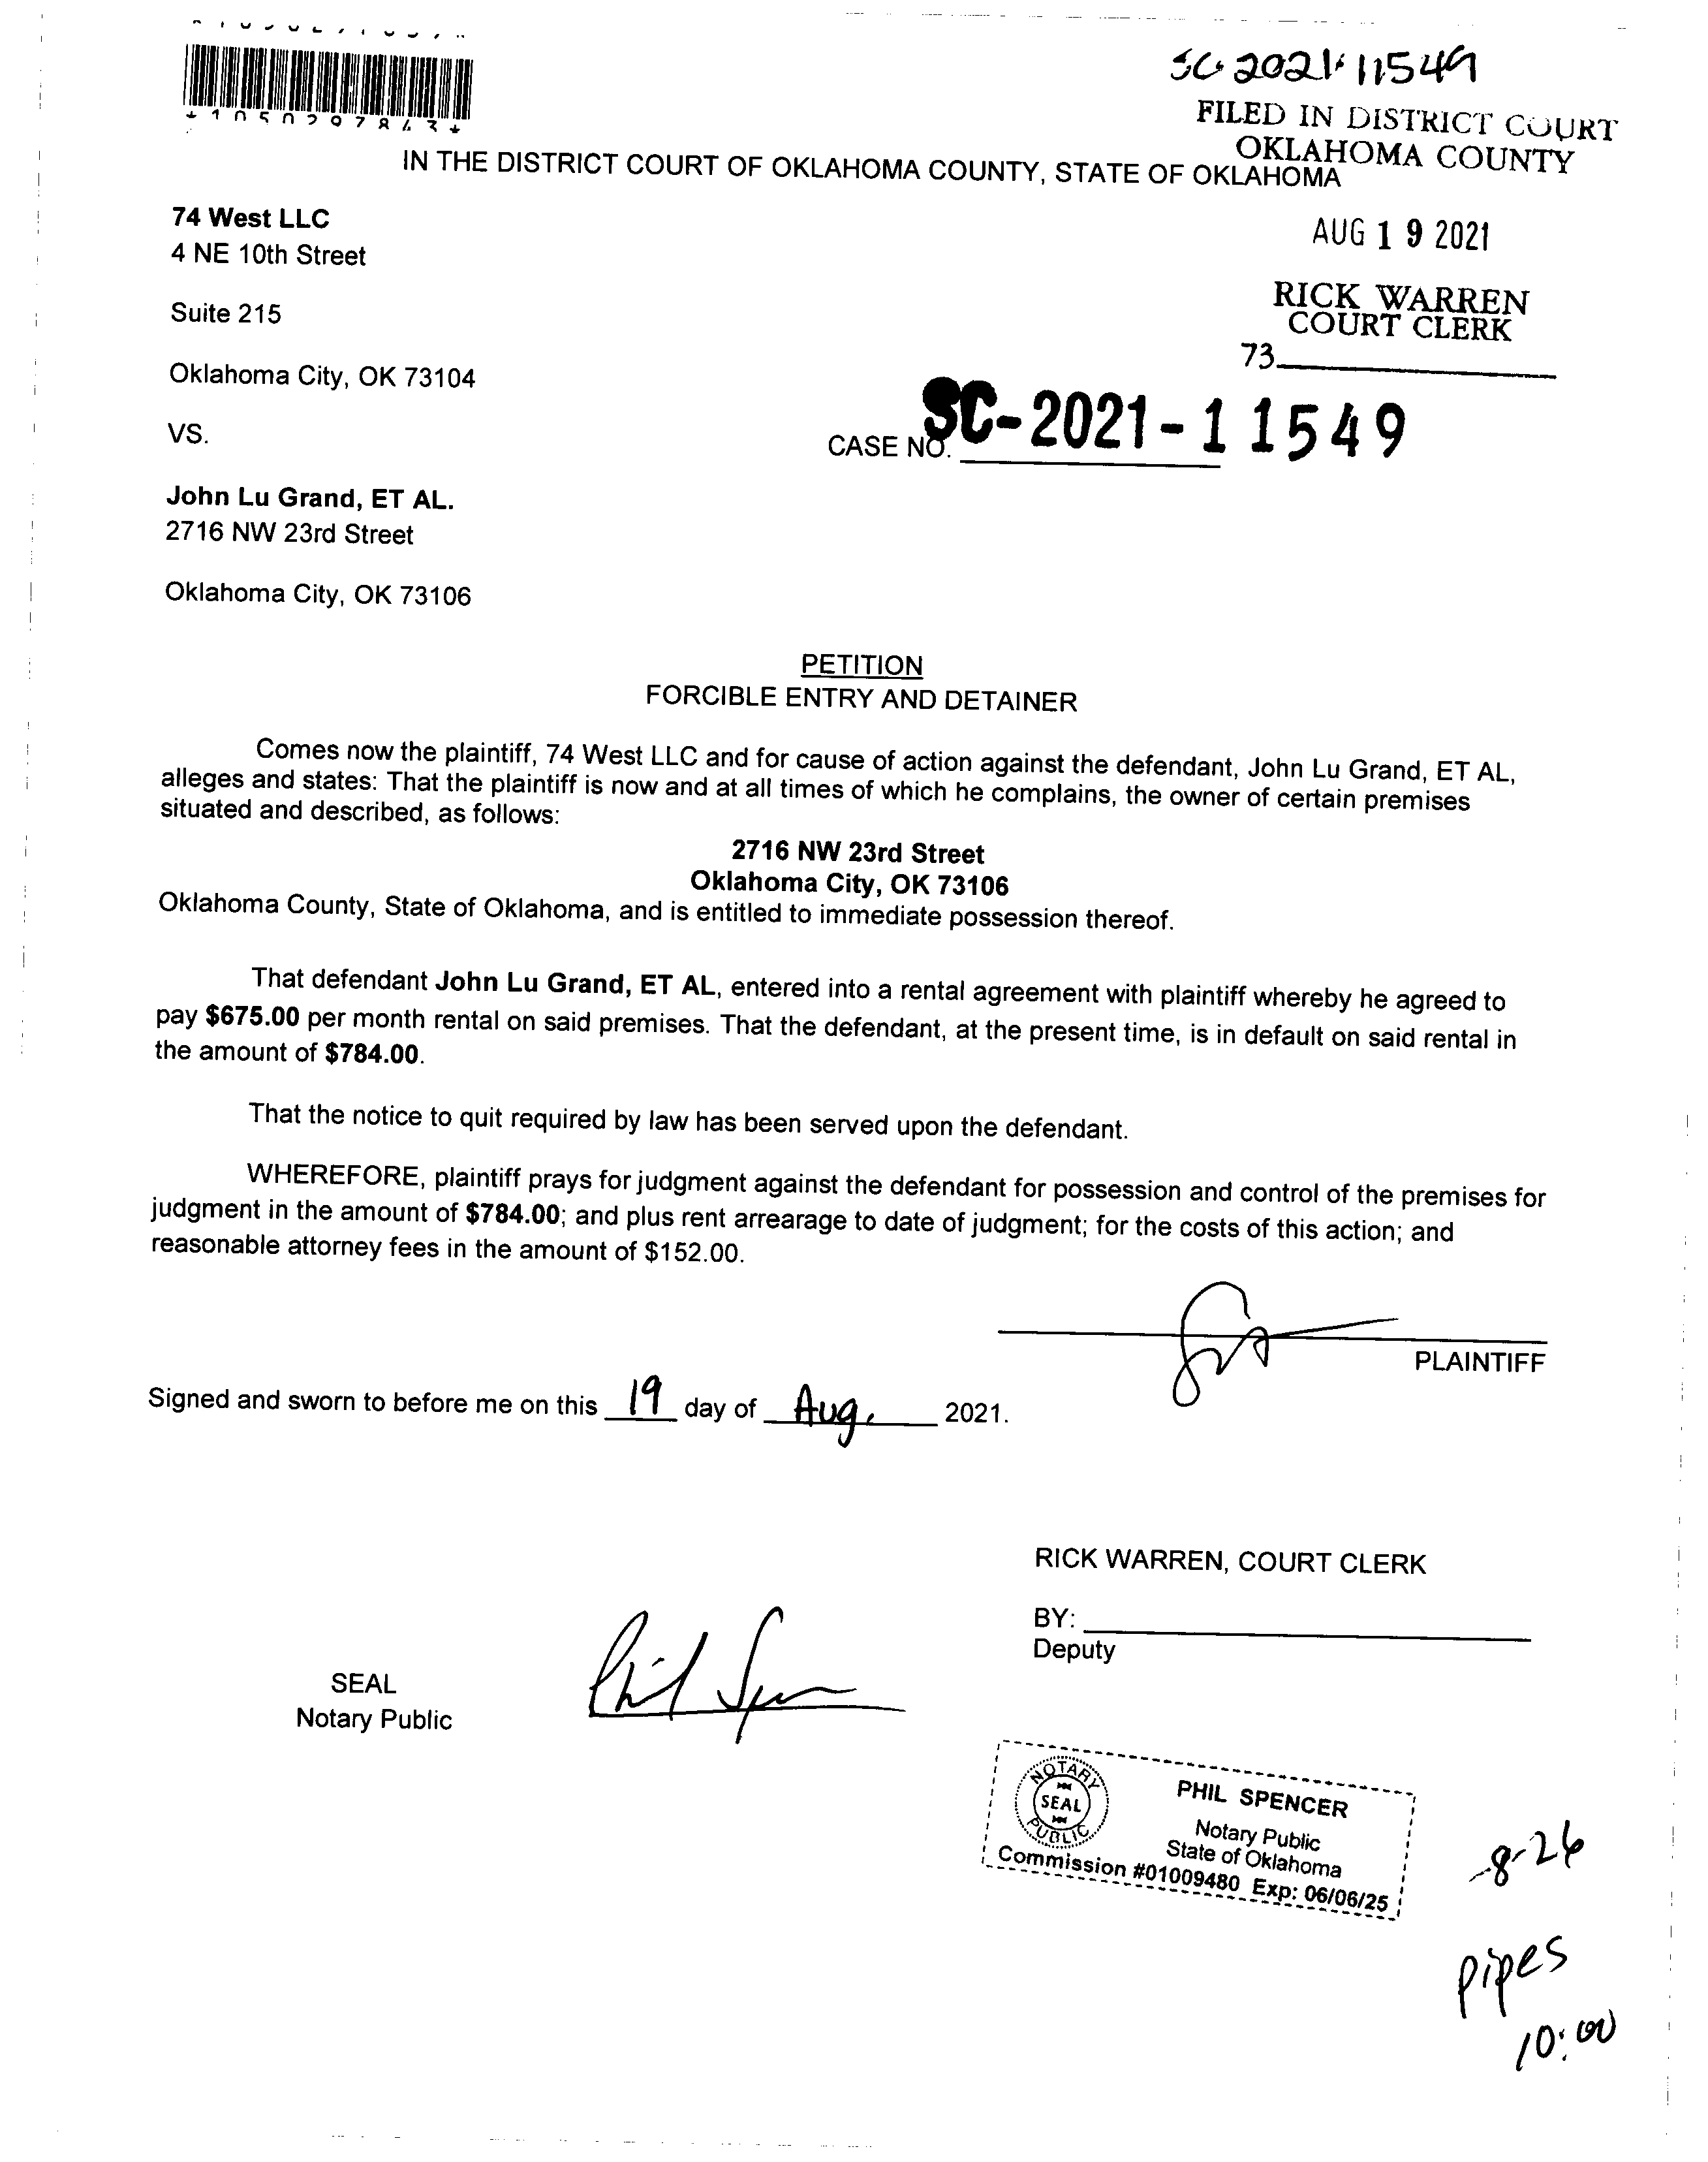 *1050297843*
SC-2021-11549
FILED IN DISTRICT COURT
OKLAHOMA COUNTY
IN THE DISTRICT COURT OF OKLAHOMA COUNTY, STATE OF OKLAHOMA
74 West LLC
4 NE 10th Street
AUG 19 2021
Suite 215
RICK WARREN
COURT CLERK
Oklahoma City, OK 73104
73
VS.
CASE NO. SC-2021-11549
John Lu Grand, ET AL.
2716 NW 23rd Street
Oklahoma City, OK 73106
PETITION
FORCIBLE ENTRY AND DETAINER
Comes now the plaintiff, 74 West LLC and for cause of action against the defendant, John Lu Grand, ET AL,
alleges and states: That the plaintiff is now and at all times of which he complains, the owner of certain premises
situated and described, as follows:
2716 NW 23rd Street
Oklahoma City, OK 73106
Oklahoma County, State of Oklahoma, and is entitled to immediate possession thereof.
That defendant John Lu Grand, ET AL, entered into a rental agreement with plaintiff whereby he agreed to
pay $675.00 per month rental on said premises. That the defendant, at the present time, is in default on said rental in
the amount of $784.00.
That the notice to quit required by law has been served upon the defendant.
WHEREFORE, plaintiff prays for judgment against the defendant for possession and control of the premises for
judgment in the amount of $784.00; and plus rent arrearage to date of judgment; for the costs of this action; and
reasonable attorney fees in the amount of $152.00.
PLAINTIFF
Signed and sworn to before me on this 19 day of Aug. 2021.
RICK WARREN, COURT CLERK
BY:
Deputy
SEAL
Notary Public
Phil Spencer
NOTARY
SEAL
PUBLIC
PHIL SPENCER
Notary Public
State of Oklahoma
Commission #01009480 Exp: 06/06/25
8-26
Pipes
10:00